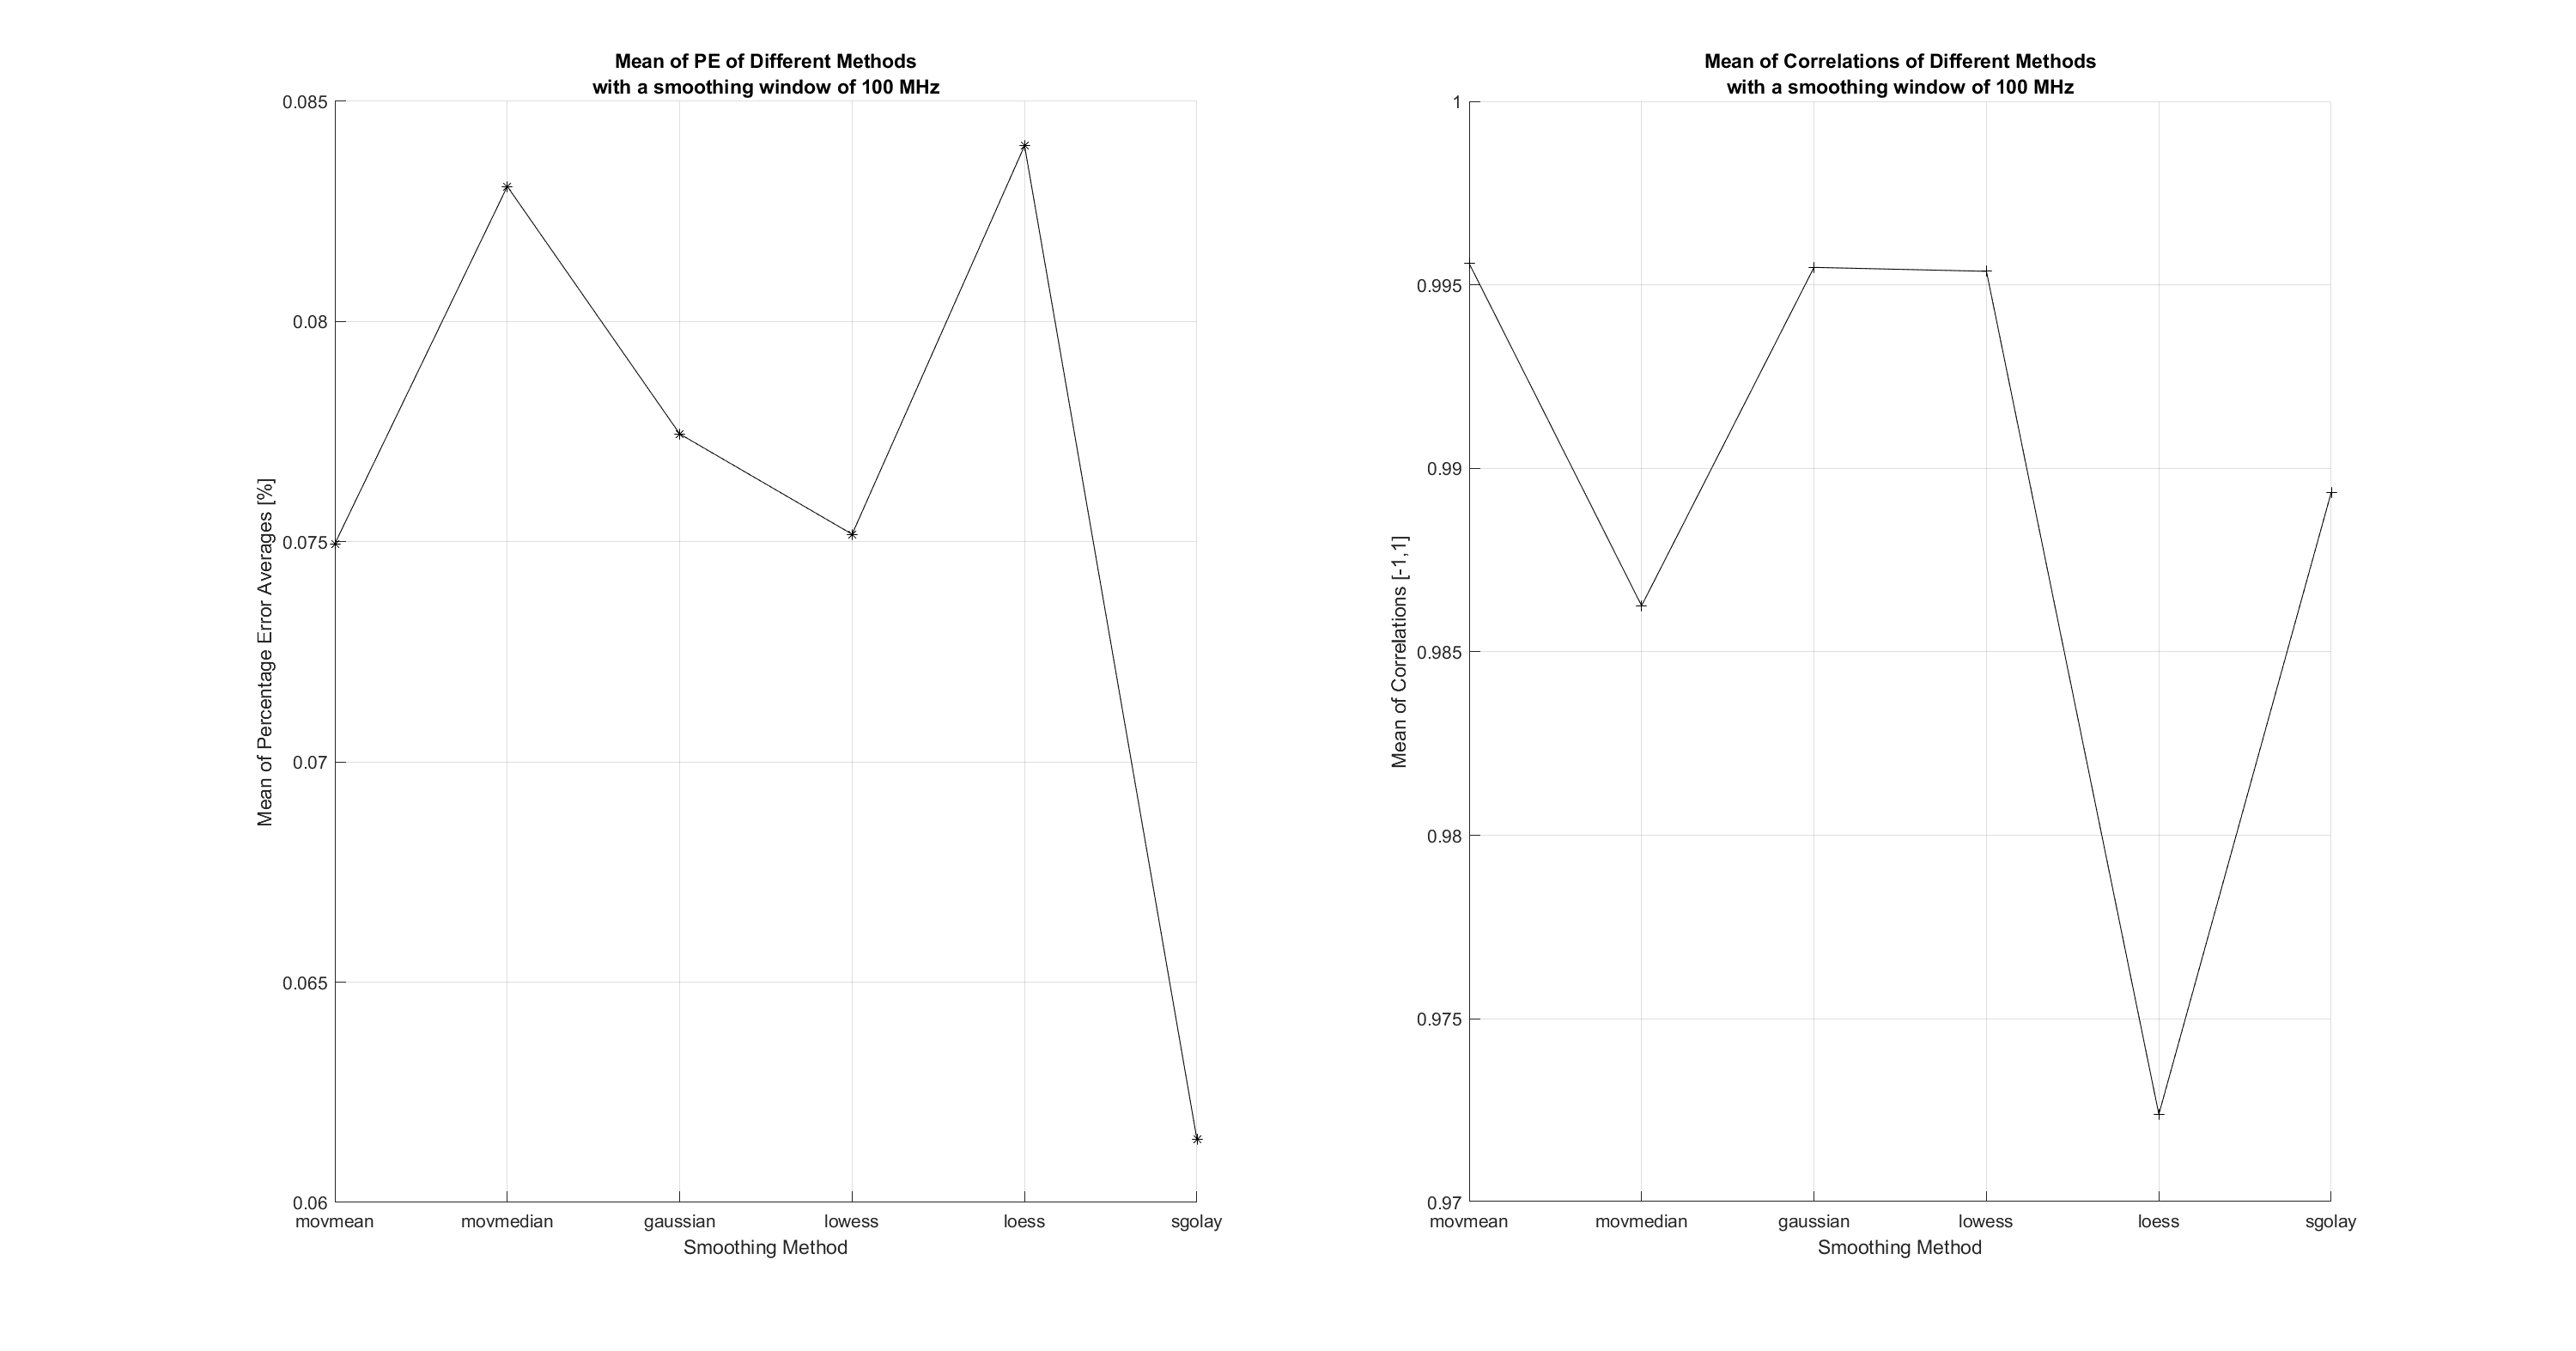 Mean of PE of Different Methods
with a smoothing window of 100 MHz
Mean of Percentage Error Averages [%]
0.085
0.08
0.075
0.07
0.065
0.06
movmean movmedian gaussian lowess loess sgolay
Smoothing Method
Mean of Correlations of Different Methods
with a smoothing window of 100 MHz
Mean of Correlations [-1,1]
1
0.995
0.99
0.985
0.98
0.975
0.97
movmean movmedian gaussian lowess loess sgolay
Smoothing Method